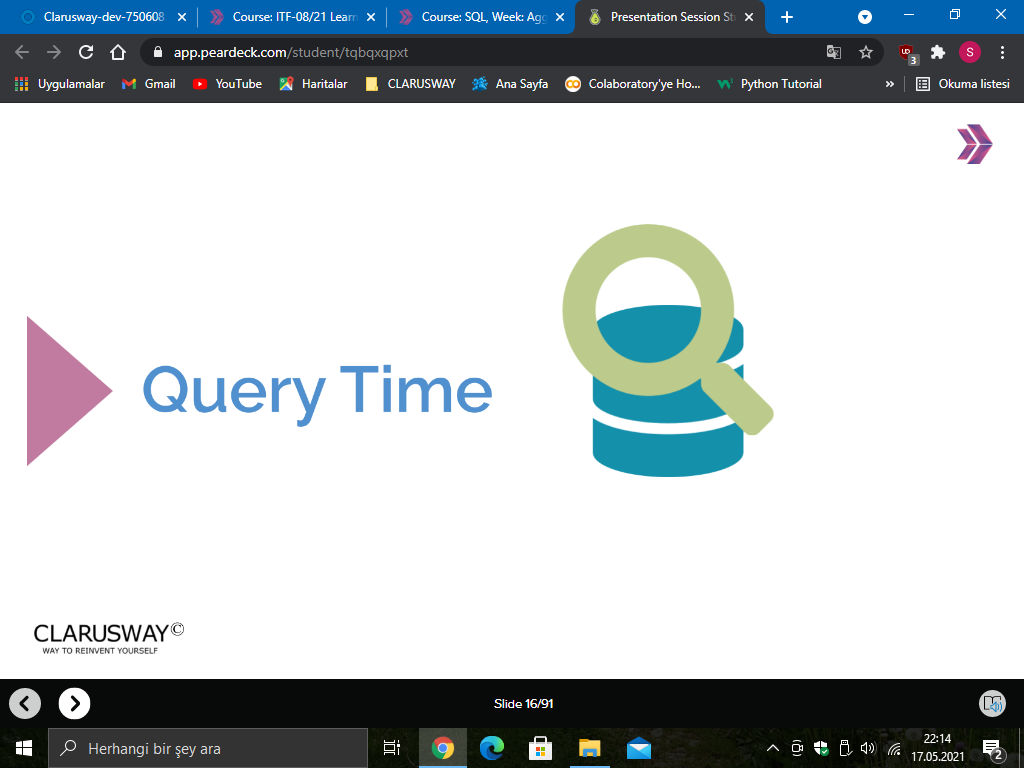 Clarusway-dev-750608
Course: ITF-08/21 Learn
Course: SQL, Week: Agg
Presentation Session St
app.peardeck.com/student/tqbqxqpxt
UD
3
S
Uygulamalar
Gmail
YouTube
Haritalar
CLARUSWAY
Ana Sayfa
Colaboratory'ye Ho...
Python Tutorial
»
Okuma listesi
Query Time
CLARUSWAY©
WAY TO REINVENT YOURSELF
Slide 16/91
Herhangi bir şey ara
22:14
17.05.2021
2